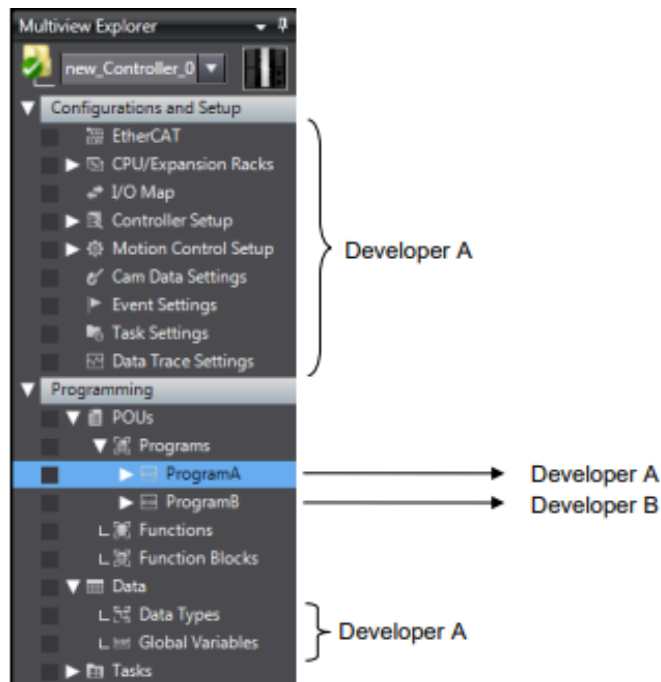 Multiview Explorer
new_Controller_0
Configurations and Setup
EtherCAT
CPU/Expansion Racks
I/O Map
Controller Setup
Motion Control Setup
Cam Data Settings
Event Settings
Task Settings
Data Trace Settings
Developer A
Programming
POUs
Programs
ProgramA Developer A
ProgramB Developer B
Functions
Function Blocks
Data
Data Types
Global Variables
Developer A
Tasks